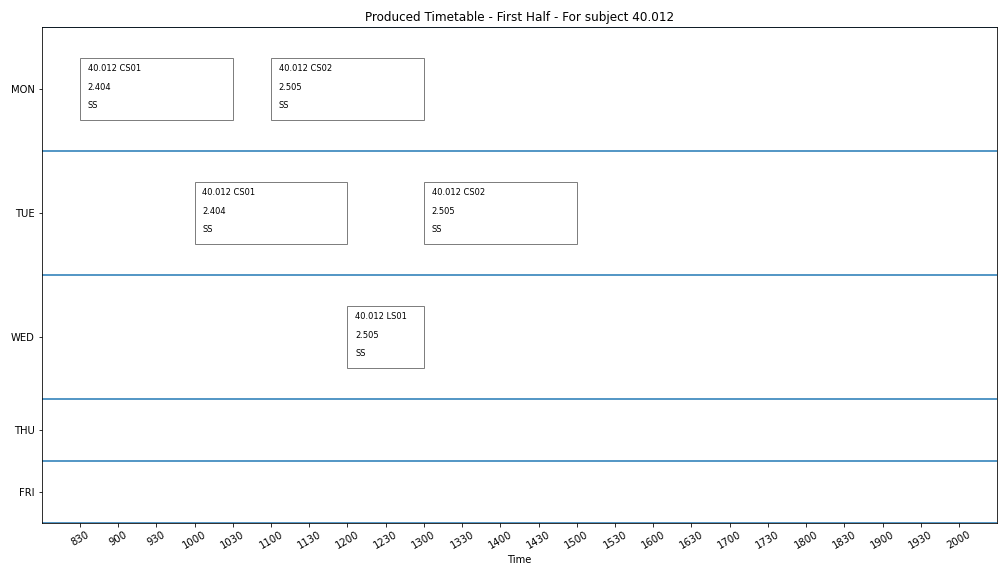 Produced Timetable - First Half - For subject 40.012
MON
40.012 CS01
2.404
SS
40.012 CS02
2.505
SS
TUE
40.012 CS01
2.404
SS
40.012 CS02
2.505
SS
WED
40.012 LS01
2.505
SS
THU
FRI
830 900 930 1000 1030 1100 1130 1200 1230 1300 1330 1400 1430 1500 1600 1630 1700 1730 1800 1830 1900 1930 2000
Time